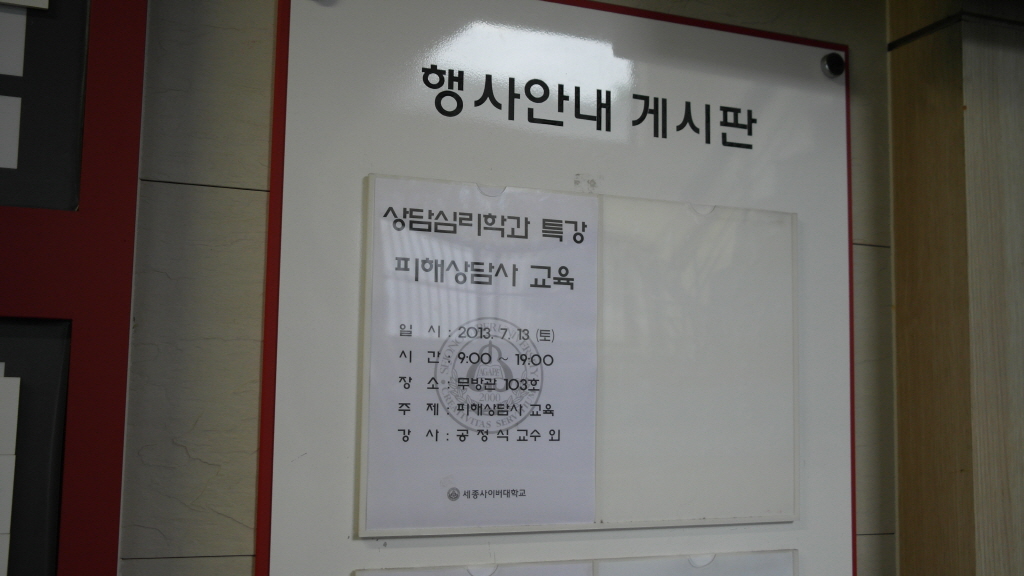 행사안내 게시판
상담심리학과 특강
피해상담사 교육
일 시 : 2013. 7. 13 (토)
시 간 : 9:00 ~ 19:00
장 소 : 무방관 103호
주 제 : 피해상담사 교육
강 사 : 공정식 교수 외
세종사이버대학교